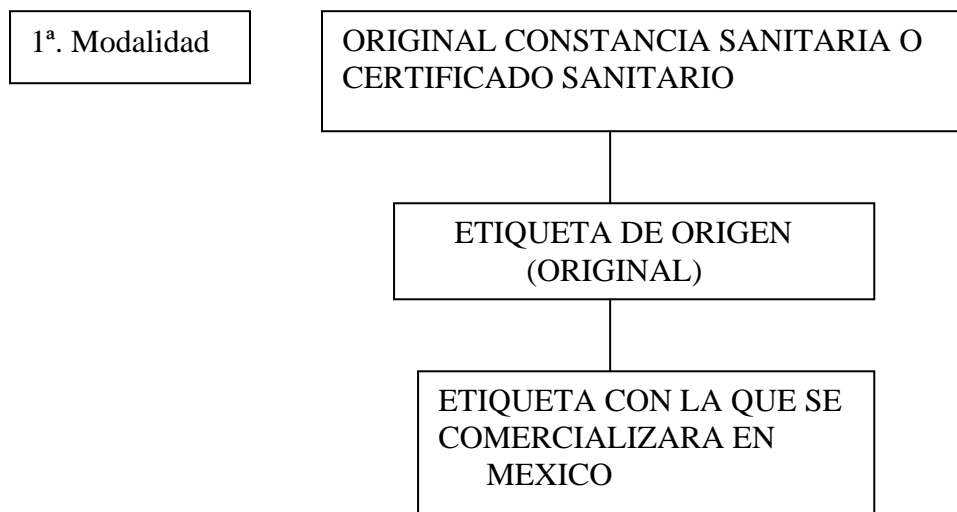 1ª. Modalidad
ORIGINAL CONSTANCIA SANITARIA O
CERTIFICADO SANITARIO
ETIQUETA DE ORIGEN
(ORIGINAL)
ETIQUETA CON LA QUE SE
COMERCIALIZARA EN
MEXICO